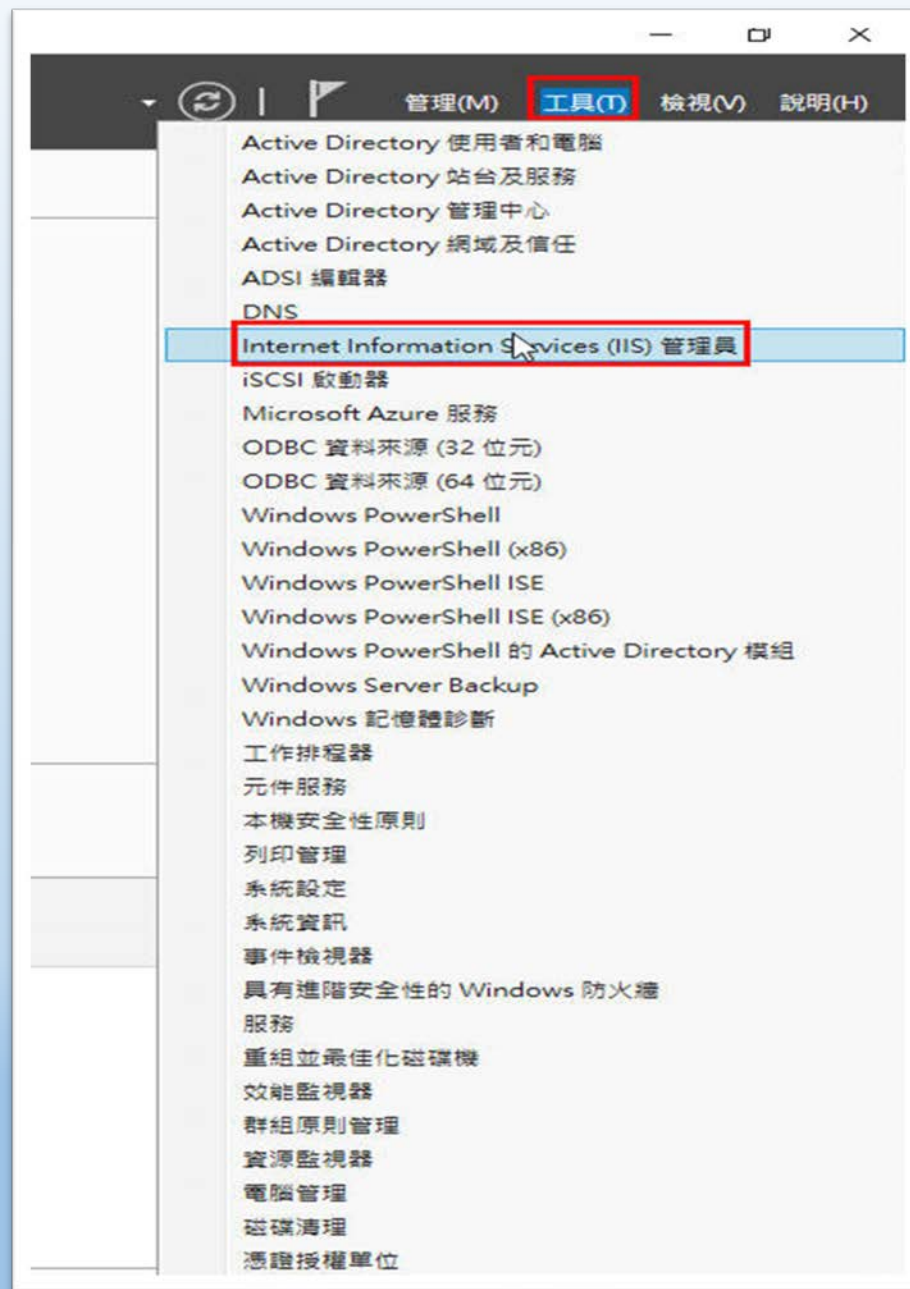 管理(M) 工具(T) 檢視(V) 說明(H)
Active Directory 使用者和電腦
Active Directory 站台及服務
Active Directory 管理中心
Active Directory 網域及信任
ADSI 編輯器
DNS
Internet Information Services (IIS) 管理員
iSCSI 啟動器
Microsoft Azure 服務
ODBC 資料來源 (32 位元)
ODBC 資料來源 (64 位元)
Windows PowerShell
Windows PowerShell (x86)
Windows PowerShell ISE
Windows PowerShell ISE (x86)
Windows PowerShell 的 Active Directory 模組
Windows Server Backup
Windows 記憶體診斷
工作排程器
元件服務
本機安全性原則
列印管理
系統設定
系統資訊
事件檢視器
具有進階安全性的 Windows 防火牆
服務
重組並最佳化磁碟機
效能監視器
群組原則管理
資源監視器
電腦管理
磁碟清理
憑證授權單位